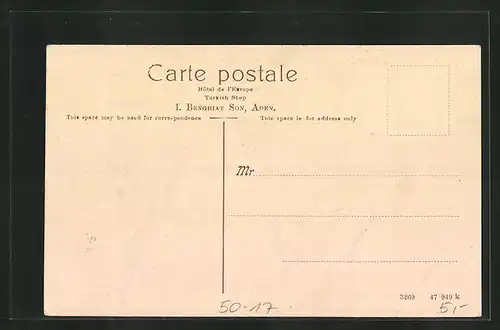 Carte postale
Hôtel de l'Europe
Turkish Shop
I. Benghiat Son, Aden.
This space may be used for correspondence
This space is for address only
Mr.
3269 47 949 k
50-17
5,-